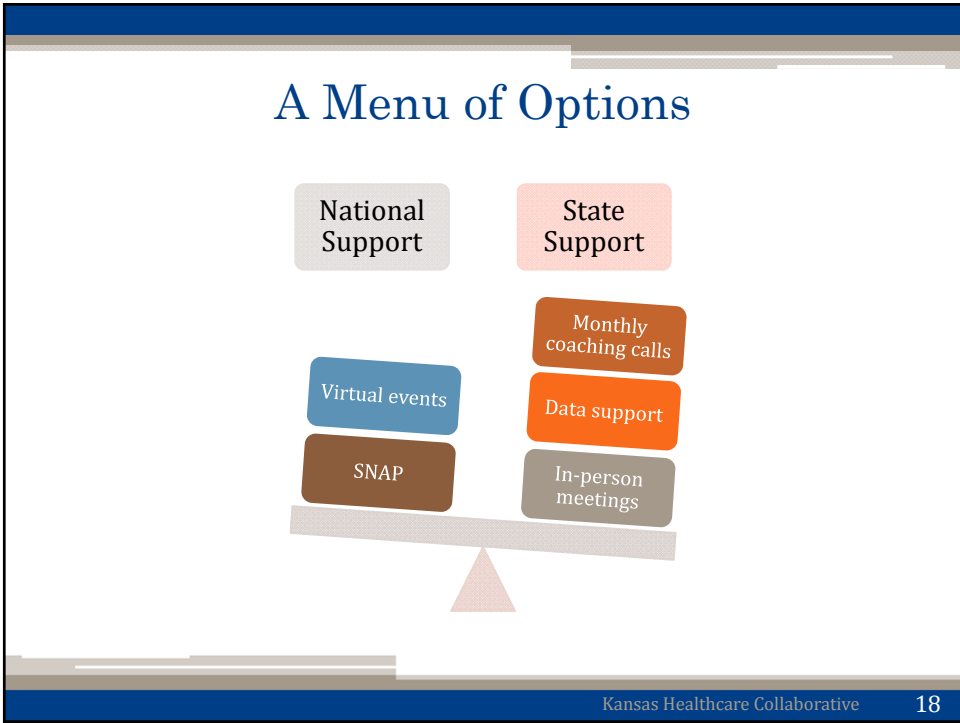 A Menu of Options
National
Support
State
Support
Monthly
coaching calls
Virtual events
Data support
SNAP
In-person
meetings
Kansas Healthcare Collaborative 18